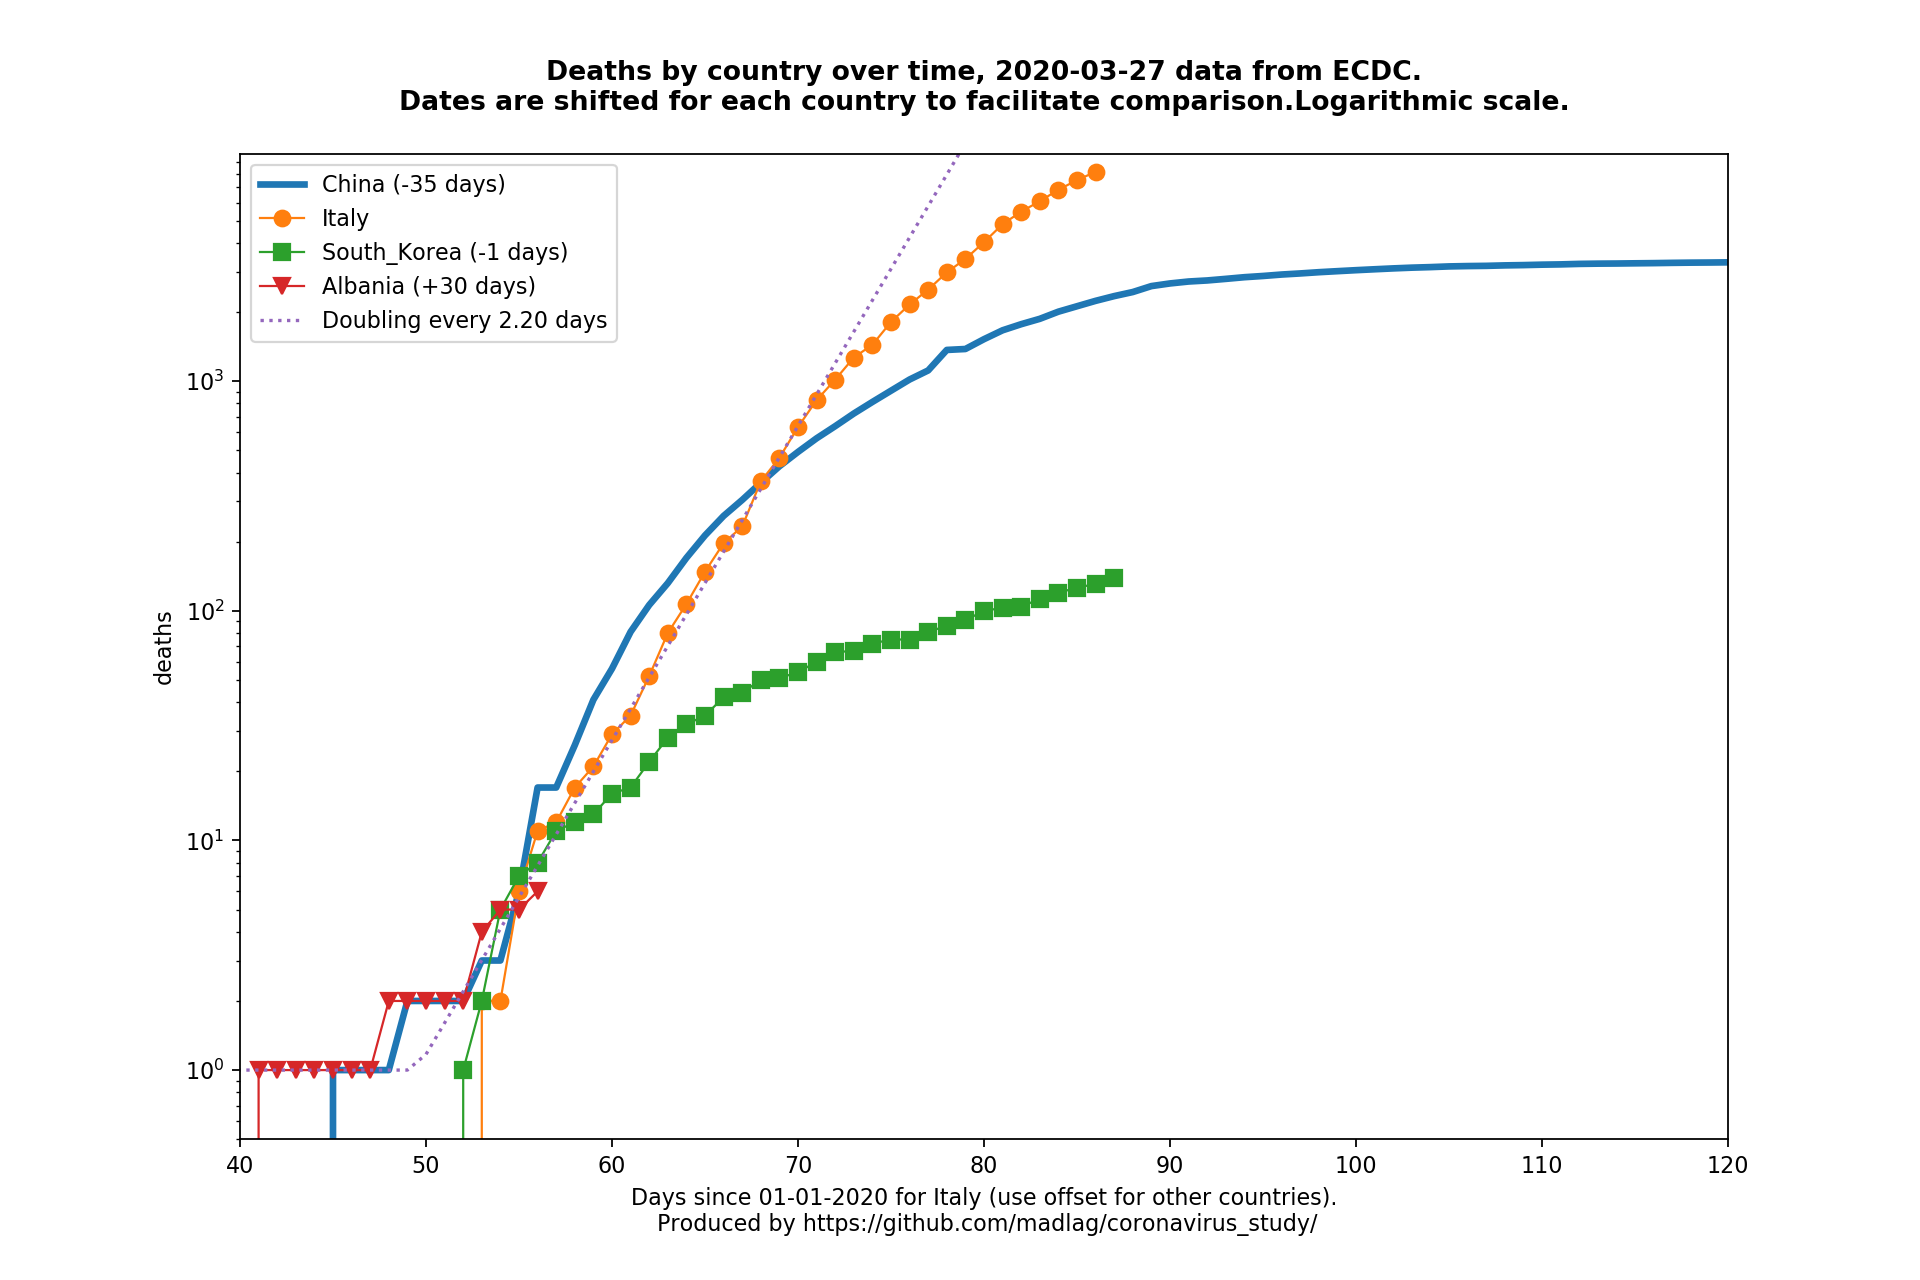 Deaths by country over time, 2020-03-27 data from ECDC.
Dates are shifted for each country to facilitate comparison.Logarithmic scale.
China (-35 days)
Italy
South_Korea (-1 days)
Albania (+30 days)
Doubling every 2.20 days
deaths
10³
10²
10¹
10⁰
40 50 60 70 80 90 100 110 120
Days since 01-01-2020 for Italy (use offset for other countries).
Produced by https://github.com/madlag/coronavirus_study/